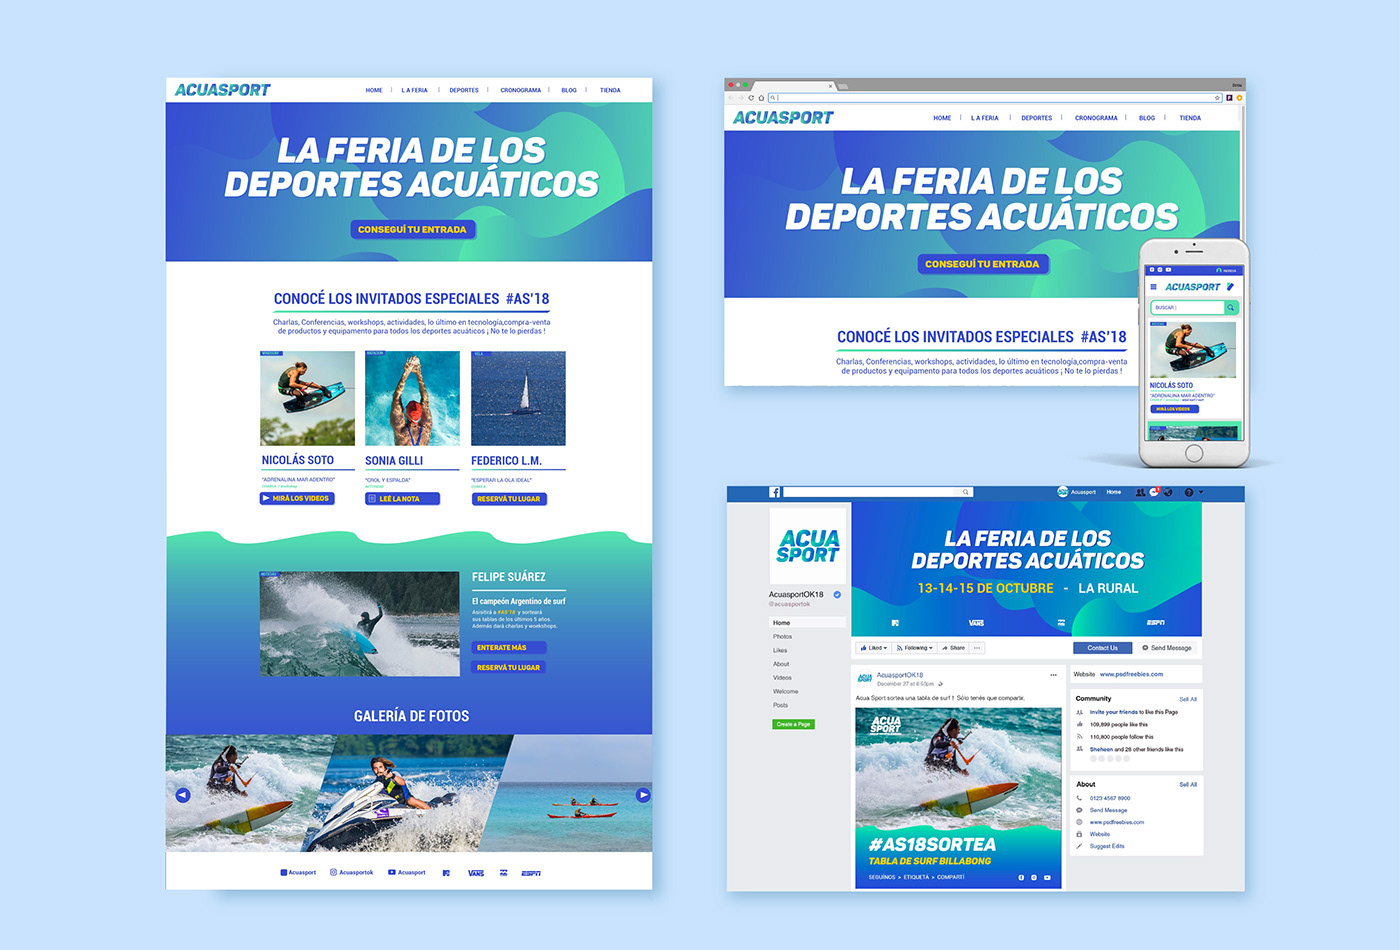 ACUASPORT
HOME | L A FERIA | DEPORTES | CRONOGRAMA | BLOG | TIENDA
LA FERIA DE LOS
DEPORTES ACUÁTICOS
CONSEGUÍ TU ENTRADA
CONOCÉ LOS INVITADOS ESPECIALES #AS'18
Charlas, Conferencias, workshops, actividades, lo último en tecnología,compra-venta
de productos y equipamento para todos los deportes acuáticos ¡ No te lo pierdas !
NICOLÁS SOTO
"ADRENALINA MAR ADENTRO"
MIRÁ LOS VIDEOS
SONIA GILLI
"CROL Y ESPALDA"
LEÉ LA NOTA
FEDERICO L.M.
"ESPERAR LA OLA IDEAL"
RESERVÁ TU LUGAR
FELIPE SUÁREZ
El campeón Argentino de surf
Asisitirá a #AS'18 y sorteará
sus tablas de los últimos 5 años.
Además dará charlas y woekshops.
ENTERATE MÁS
RESERVÁ TU LUGAR
GALERÍA DE FOTOS
Acuasport
Acuasportok
Acuasport
VANS
ESPN
ACUASPORT
HOME | L A FERIA | DEPORTES | CRONOGRAMA | BLOG | TIENDA
LA FERIA DE LOS
DEPORTES ACUÁTICOS
CONSEGUÍ TU ENTRADA
CONOCÉ LOS INVITADOS ESPECIALES #AS'18
Charlas, Conferencias, workshops, actividades, lo último en tecnología,compra-venta
de productos y equipamento para todos los deportes acuáticos ¡ No te lo pierdas !
ACUASPORT
BUSCAR |
NICOLÁS SOTO
"ADRENALINA MAR ADENTRO"
MIRÁ LOS VIDEOS
Acuasport Home
ACUA
SPORT
LA FERIA DE LOS
DEPORTES ACUÁTICOS
13-14-15 DE OCTUBRE - LA RURAL
VANS
ESPN
AcuasportOK18
@acuasportok
Home
Photos
Likes
About
Videos
Welcome
Posts
Create a Page
Liked
Following
Share
Contact Us
Send Message
ACUA
SPORT
AcuasportOK18
December 27 at 6:50pm
Acua Sport sortea una tabla de surf ! Sólo tenés que compartir.
ACUA
SPORT
#AS18SORTEA
TABLA DE SURF BILLABONG
SEGUÍNOS > ETIQUETÁ > COMPARTÍ
Website www.psdfreebies.com
Community Sell All
Invite your friends to like this Page
109,899 people like this
110,800 people follow this
Sheheen and 28 other friends like this
About Sell All
0123 4567 8900
Send Message
www.psdfreebies.com
Website
Suggest Edits